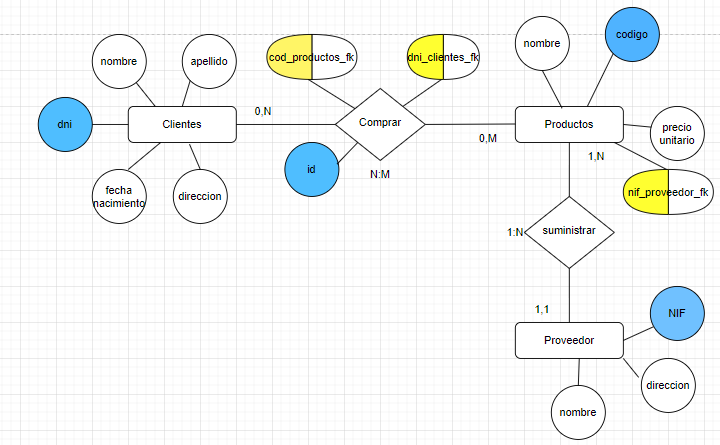 nombre
apellido
cod_productos_fk
dni_clientes_fk
nombre
codigo
dni
Clientes
0,N
Comprar
Productos
precio
unitario
0,M
id
N:M
1,N
fecha
nacimiento
direccion
nif_proveedor_fk
1:N
suministrar
1,1
NIF
Proveedor
direccion
nombre